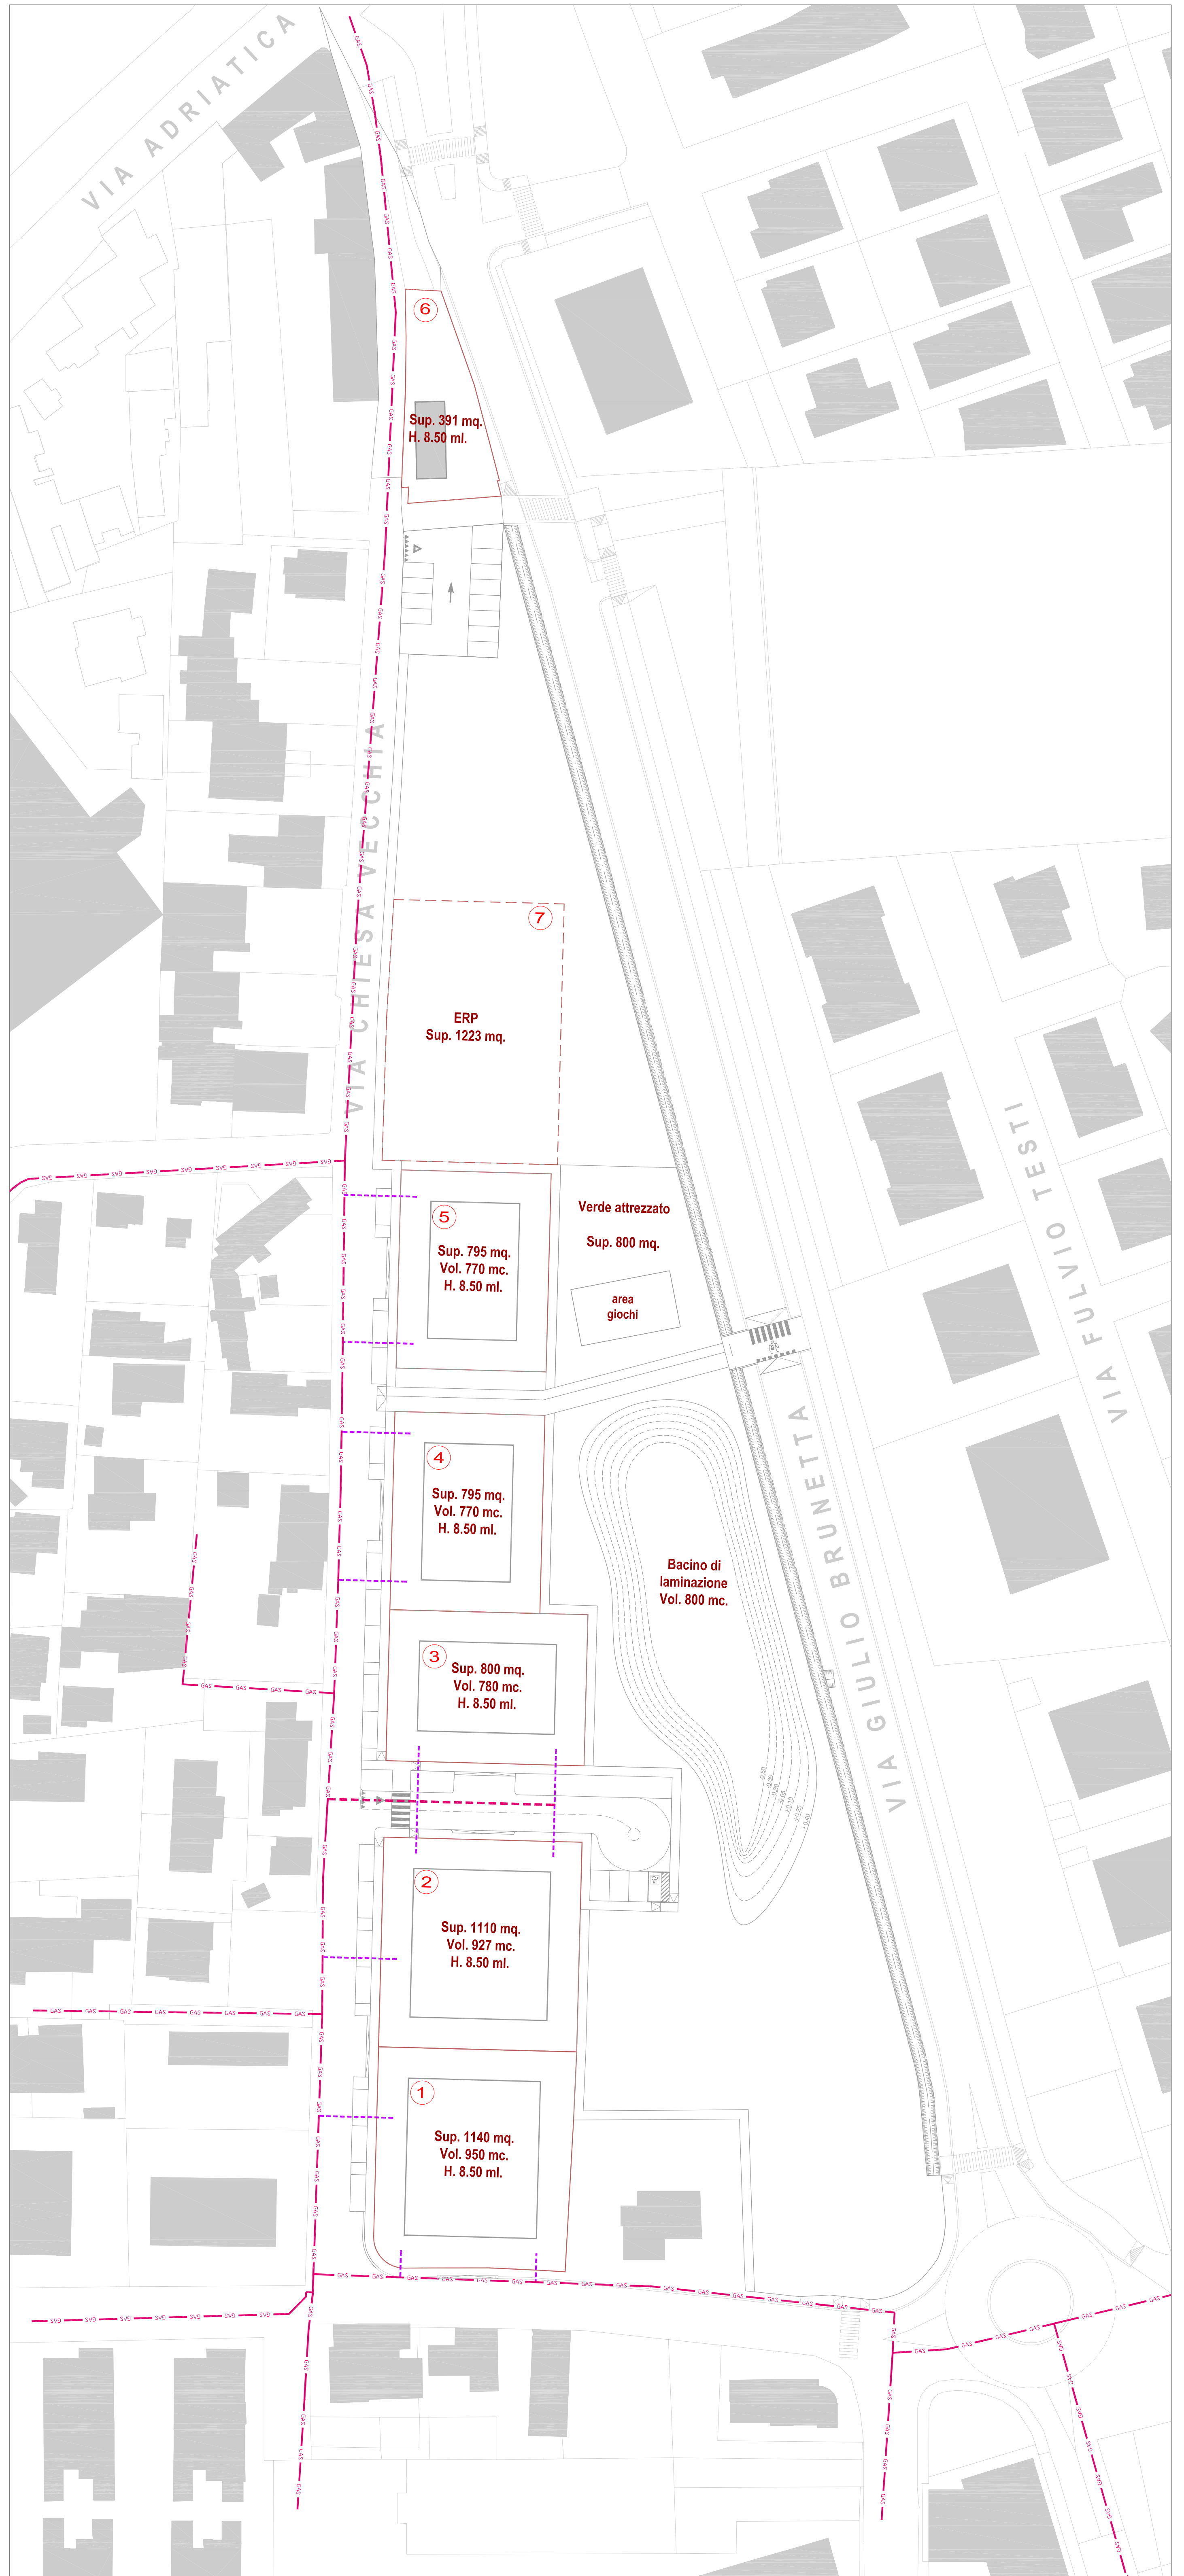 VIA ADRIATICA
6
Sup. 391 mq.
H. 8.50 ml.
VIA CHIESA VECCHIA
7
ERP
Sup. 1223 mq.
5
Sup. 795 mq.
Vol. 770 mc.
H. 8.50 ml.
Verde attrezzato
Sup. 800 mq.
area
giochi
VIA FULVIO TESTI
4
Sup. 795 mq.
Vol. 770 mc.
H. 8.50 ml.
Bacino di
laminazione
Vol. 800 mc.
VIA GIULIO BRUNETTA
3
Sup. 800 mq.
Vol. 780 mc.
H. 8.50 ml.
2
Sup. 1110 mq.
Vol. 927 mc.
H. 8.50 ml.
1
Sup. 1140 mq.
Vol. 950 mc.
H. 8.50 ml.
GAS